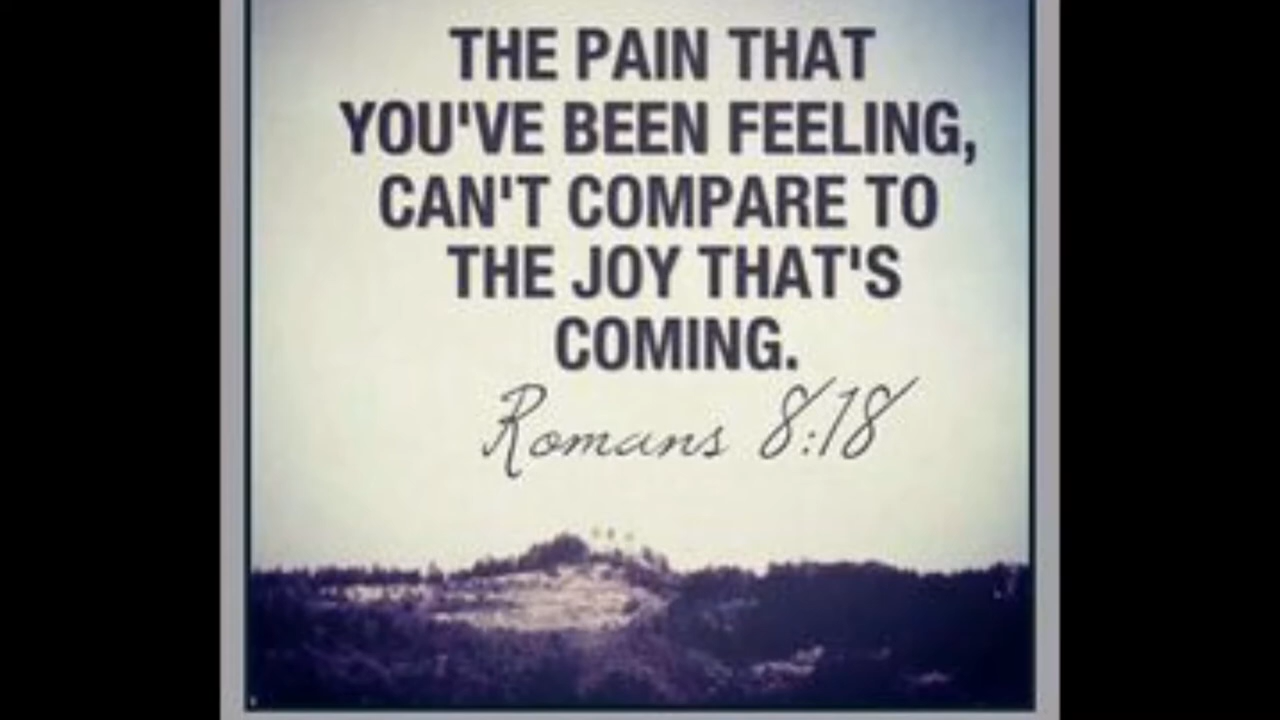 THE PAIN THAT
YOU'VE BEEN FEELING,
CAN'T COMPARE TO
THE JOY THAT'S
COMING.
Romans 8:18